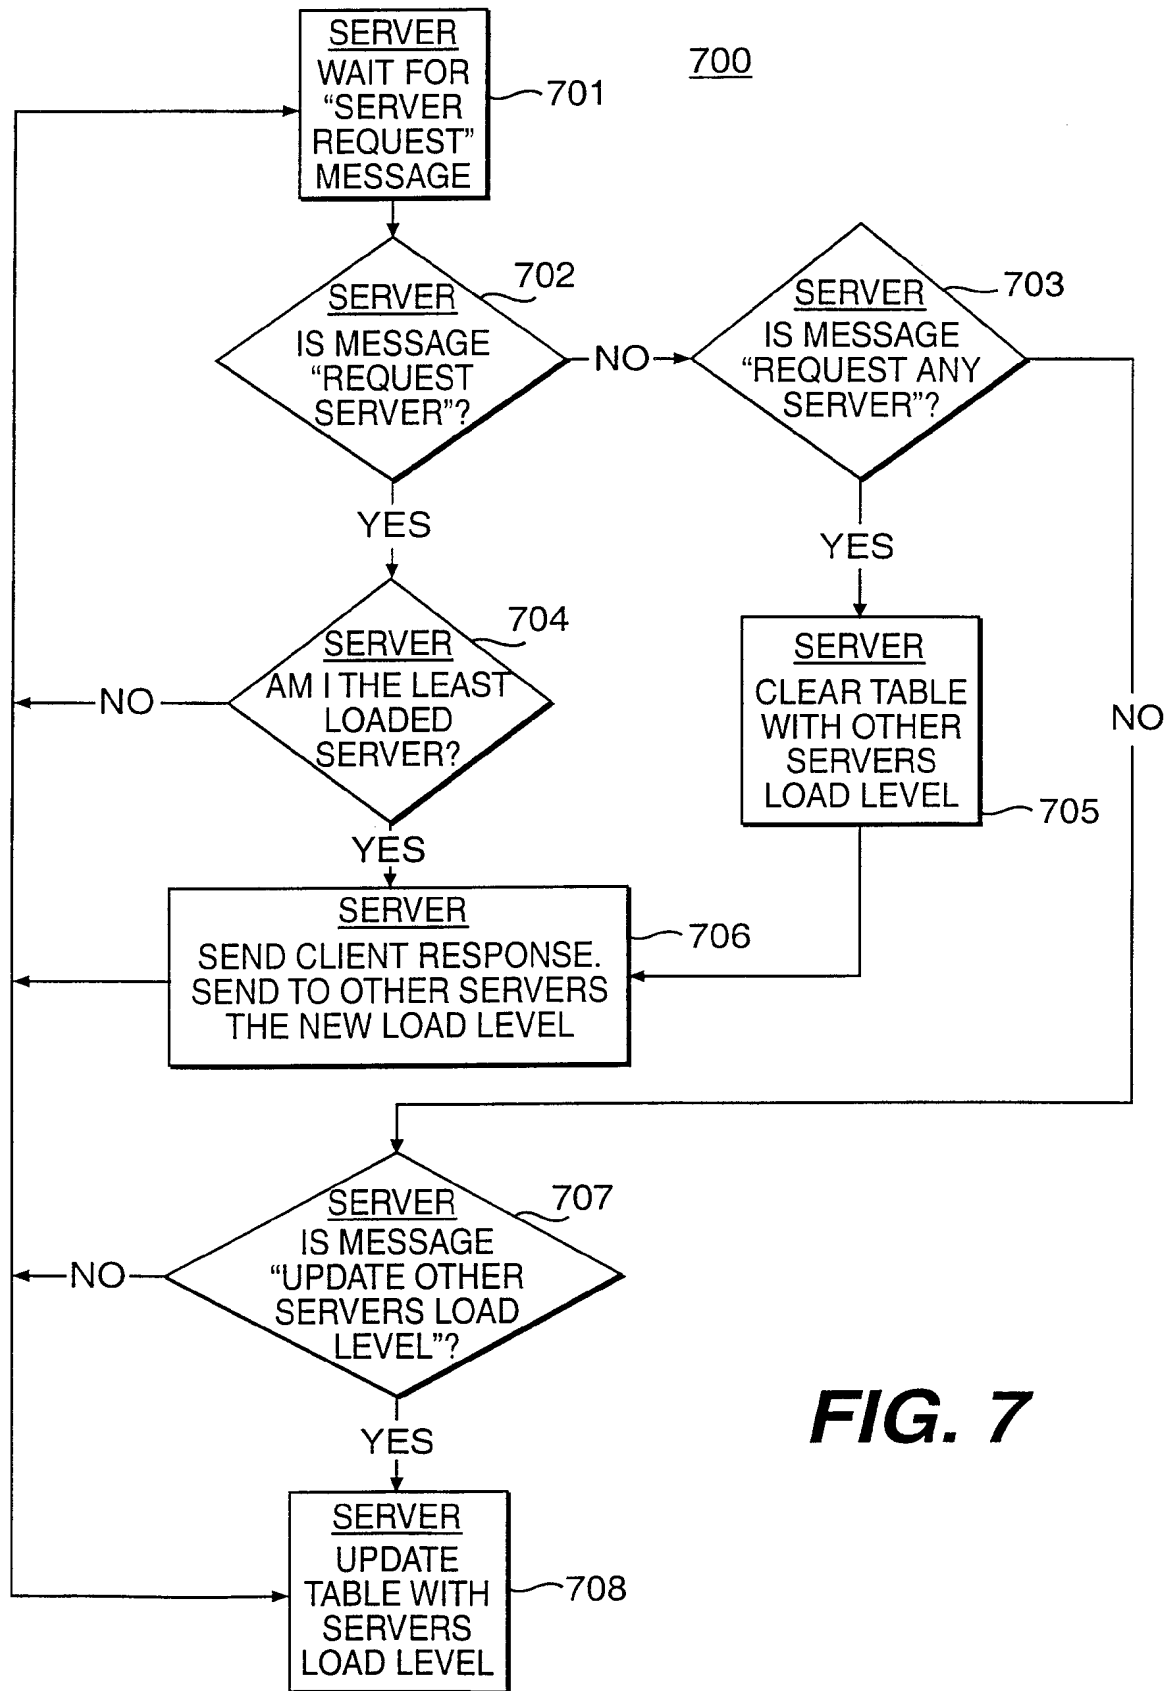 SERVER
WAIT FOR
“SERVER
REQUEST”
MESSAGE
701
700
702
SERVER
IS MESSAGE
“REQUEST
SERVER”?
NO
703
SERVER
IS MESSAGE
“REQUEST ANY
SERVER”?
YES
YES
NO
704
SERVER
AM I THE LEAST
LOADED
SERVER?
NO
YES
SERVER
CLEAR TABLE
WITH OTHER
SERVERS
LOAD LEVEL
705
SERVER
SEND CLIENT RESPONSE.
SEND TO OTHER SERVERS
THE NEW LOAD LEVEL
706
707
SERVER
IS MESSAGE
“UPDATE OTHER
SERVERS LOAD
LEVEL”?
NO
YES
SERVER
UPDATE
TABLE WITH
SERVERS
LOAD LEVEL
708
FIG. 7